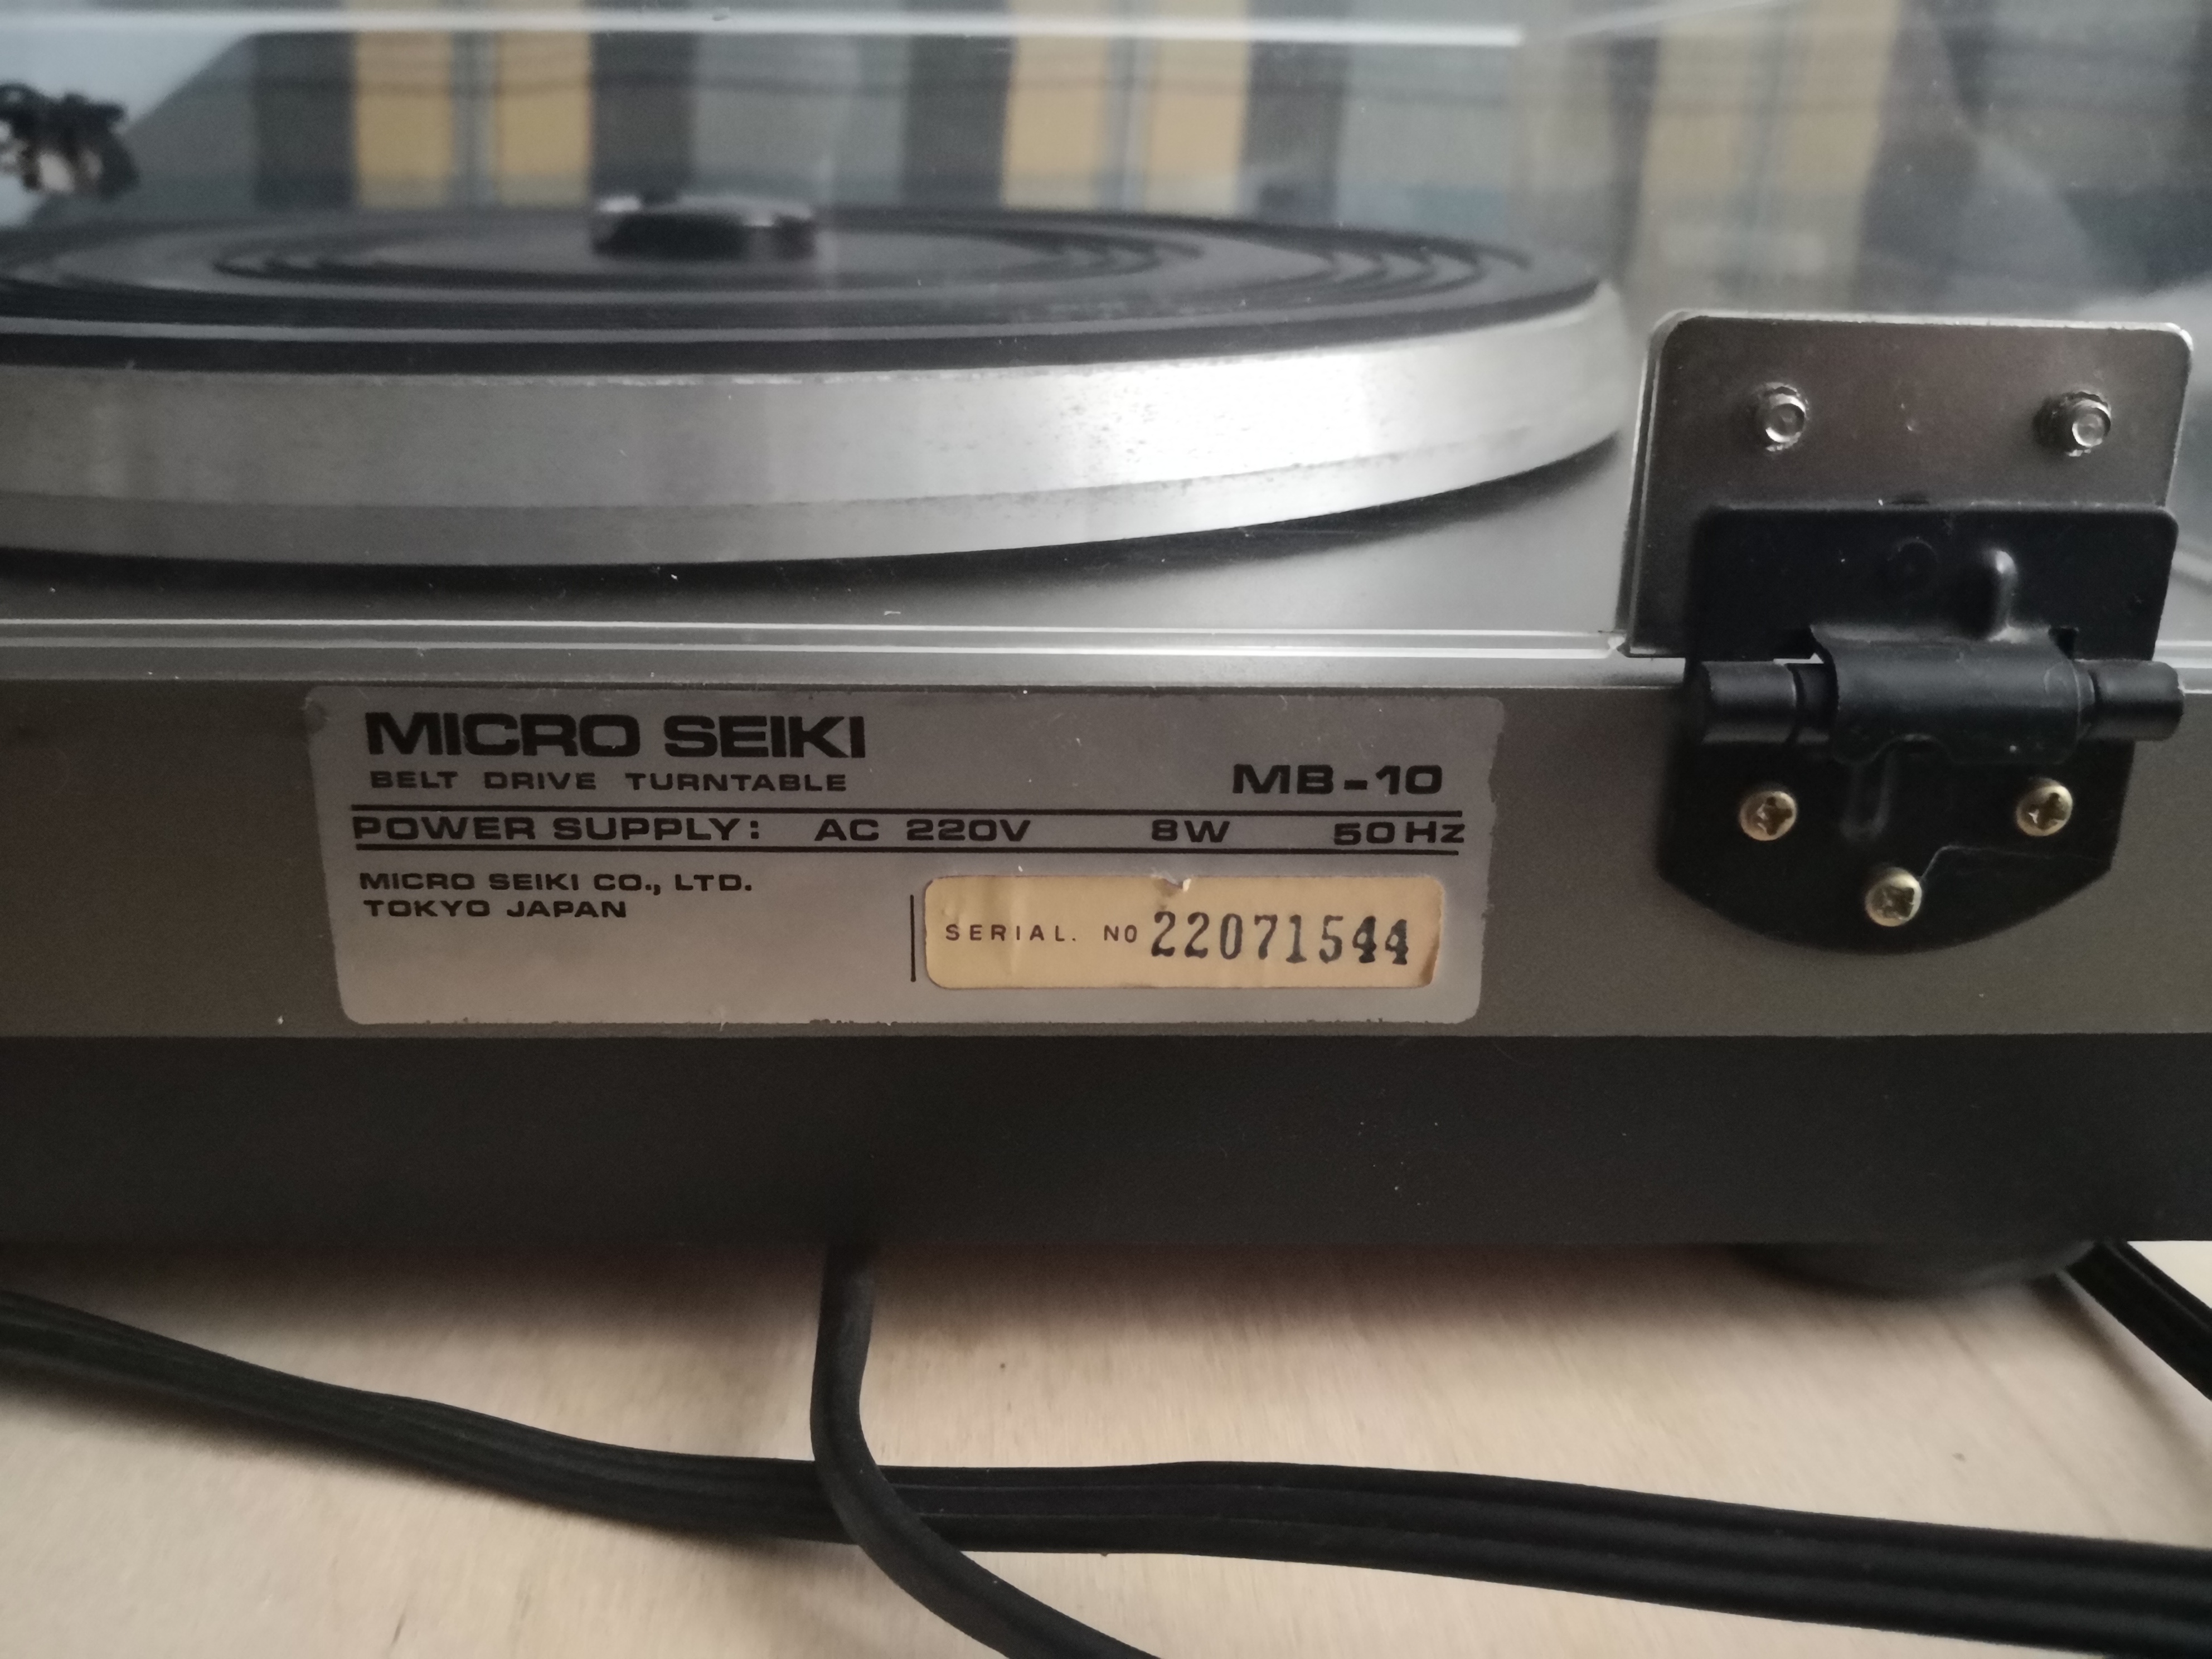 MICRO SEIKI
BELT DRIVE TURNTABLE
MB-10
POWER SUPPLY: AC 220V 8W 50Hz
MICRO SEIKI CO., LTD.
TOKYO JAPAN
SERIAL. NO 22071544